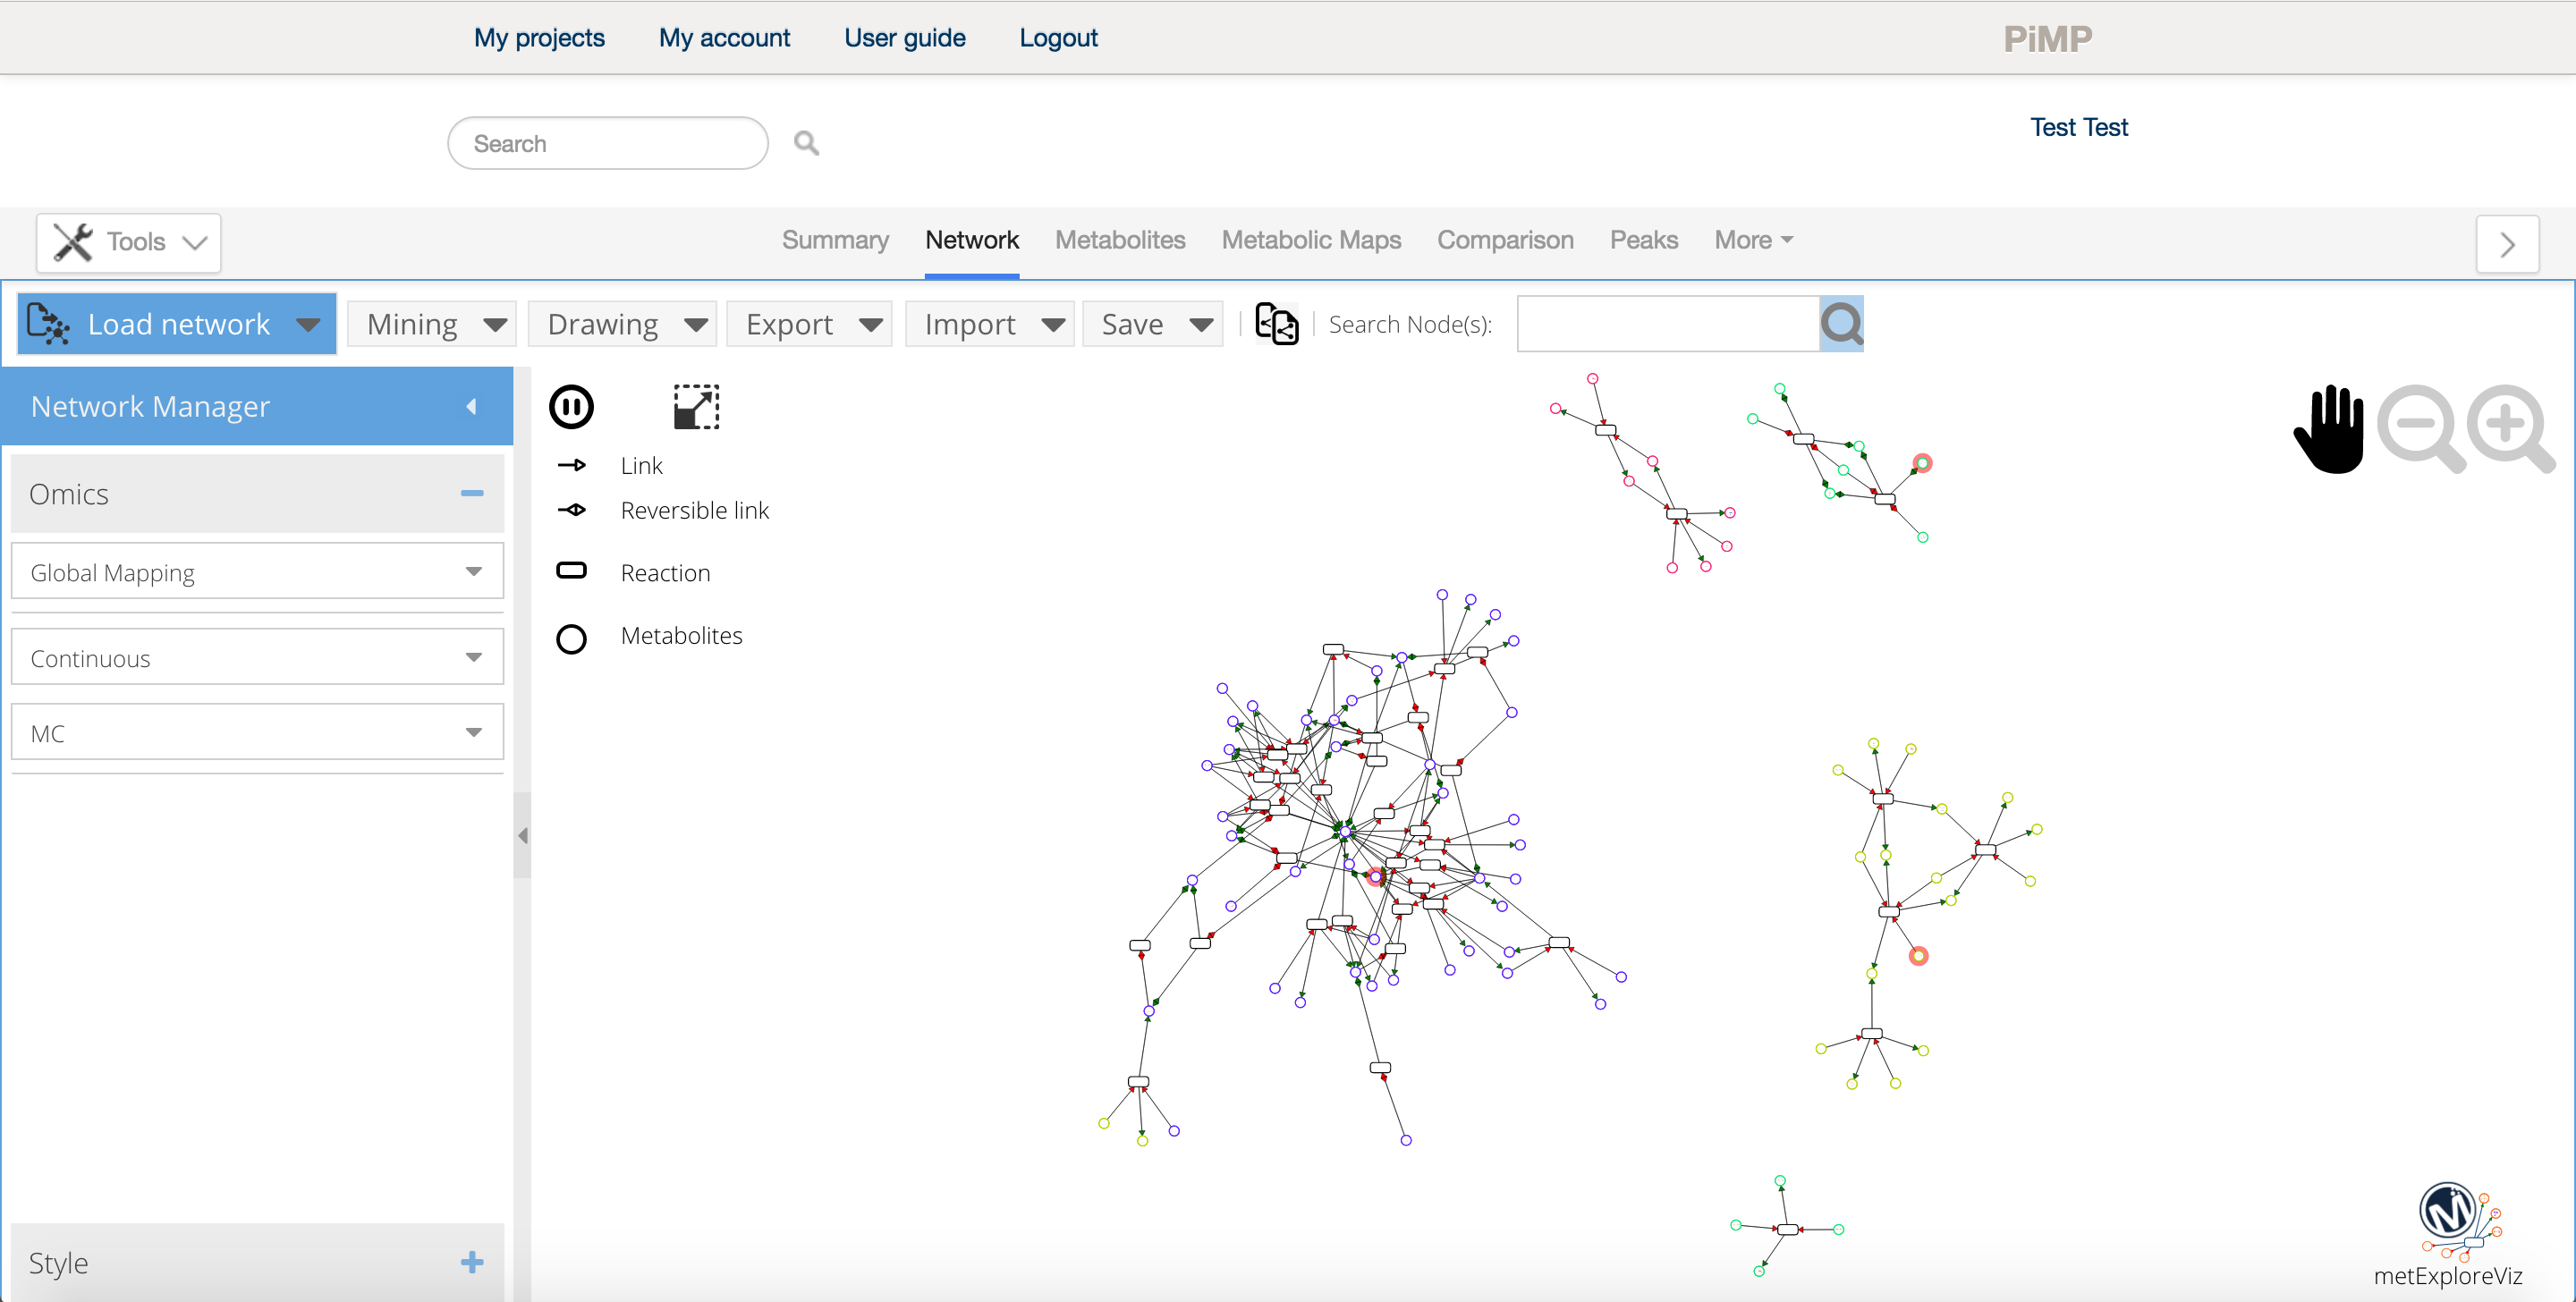 My projects My account User guide Logout PiMP
Search
Test Test
Tools Summary Network Metabolites Metabolic Maps Comparison Peaks More
Load network Mining Drawing Export Import Save Search Node(s):
Network Manager
Omics
Global Mapping
Continuous
MC
Style
Link
Reversible link
Reaction
Metabolites
M
metExploreViz